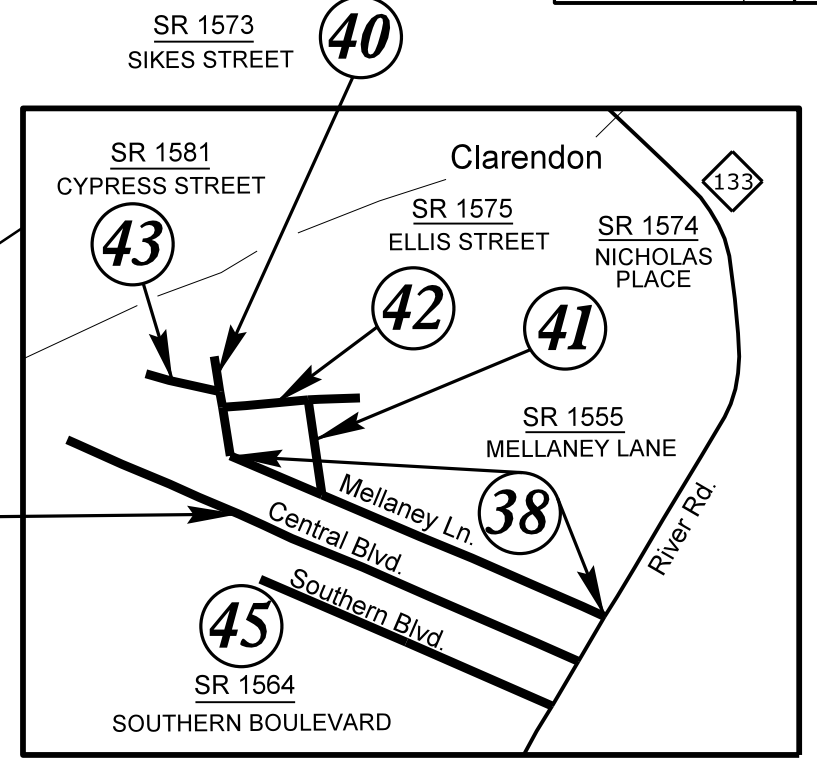 SR 1573
SIKES STREET
40
Clarendon
SR 1581
CYPRESS STREET
133
43
SR 1575
ELLIS STREET
SR 1574
NICHOLAS
PLACE
42
41
SR 1555
MELLANEY LANE
38
Mellaney Ln.
Central Blvd.
River Rd.
Southern Blvd.
45
SR 1564
SOUTHERN BOULEVARD